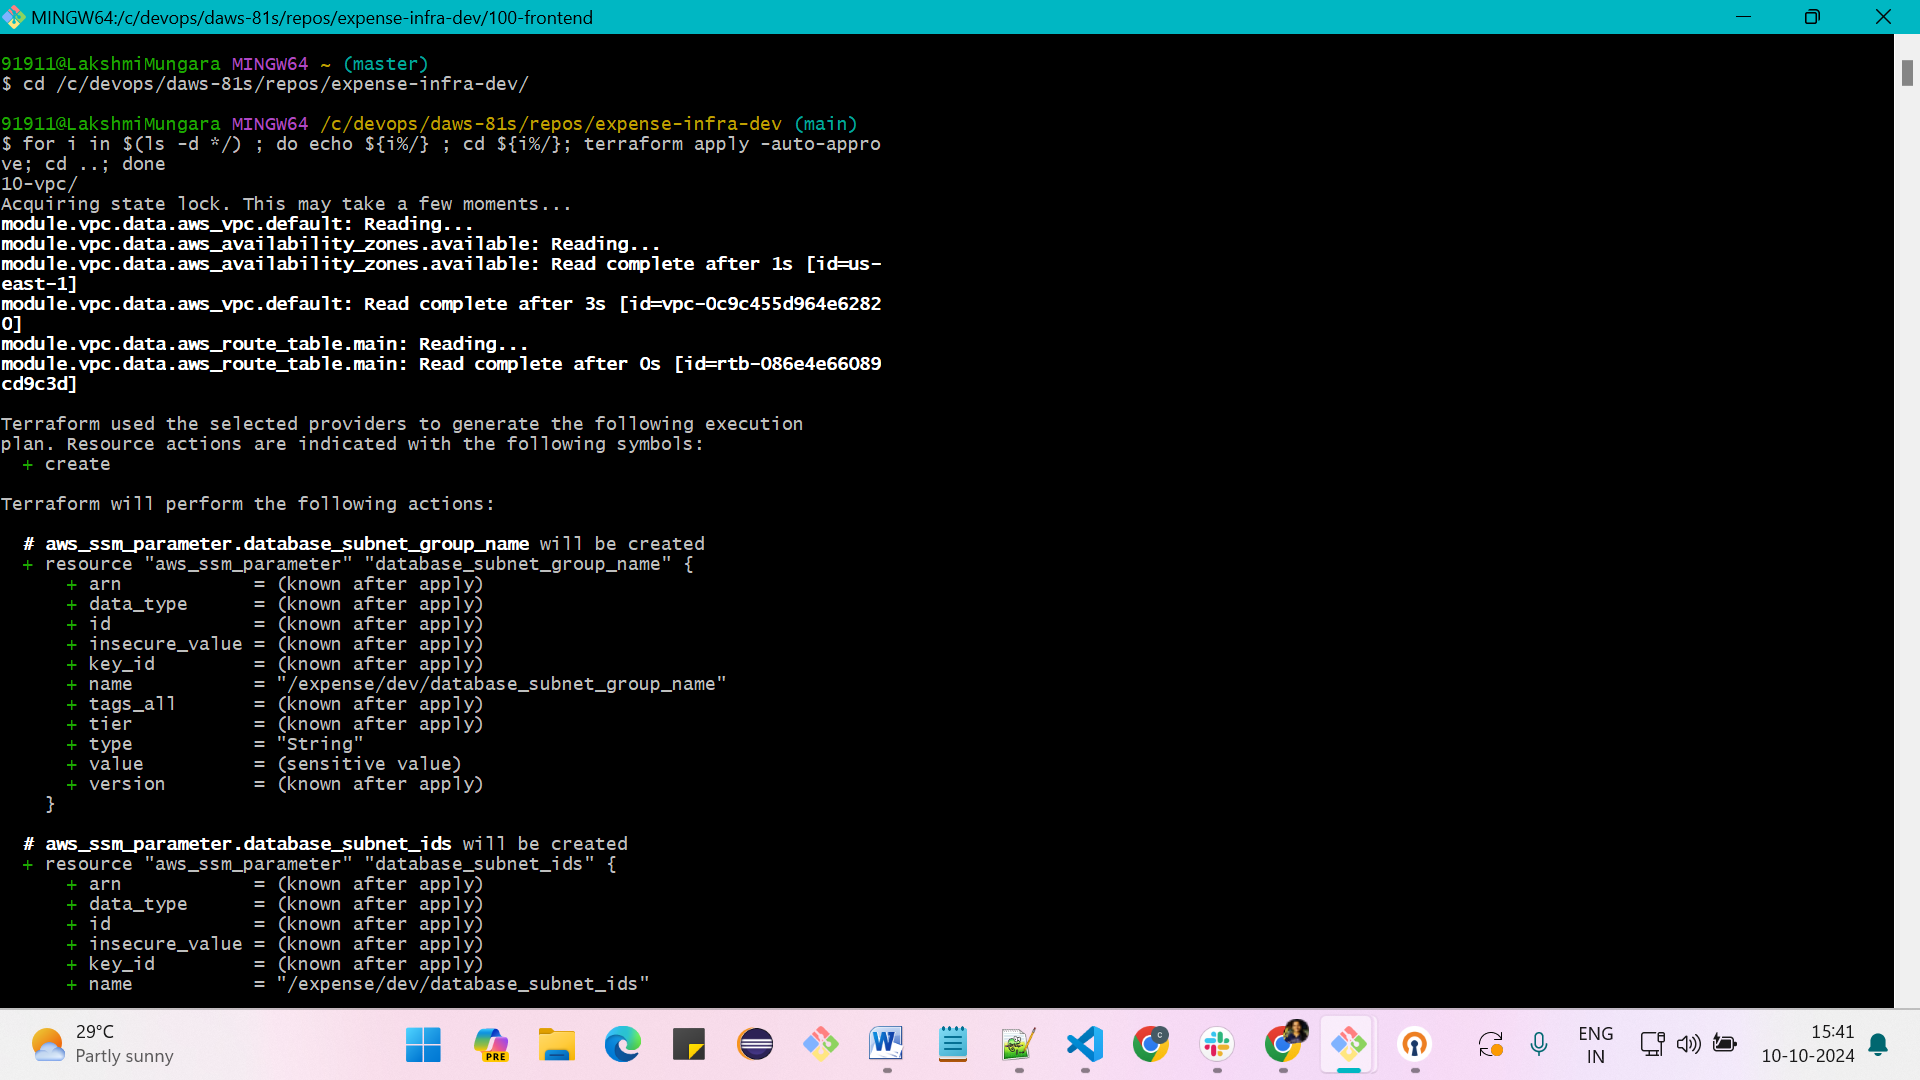 MINGW64:/c/devops/daws-81s/repos/expense-infra-dev/100-frontend
91911@LakshmiMungara MINGW64 ~ (master)
$ cd /c/devops/daws-81s/repos/expense-infra-dev/
91911@LakshmiMungara MINGW64 /c/devops/daws-81s/repos/expense-infra-dev (main)
$ for i in $(ls -d */) ; do echo ${i%/} ; cd ${i%/}; terraform apply -auto-appro
ve; cd ..; done
10-vpc/
Acquiring state lock. This may take a few moments...
module.vpc.data.aws_vpc.default: Reading...
module.vpc.data.aws_availability_zones.available: Reading...
module.vpc.data.aws_availability_zones.available: Read complete after 1s [id=us-
east-1]
module.vpc.data.aws_vpc.default: Read complete after 3s [id=vpc-0c9c455d964e6282
0]
module.vpc.data.aws_route_table.main: Reading...
module.vpc.data.aws_route_table.main: Read complete after 0s [id=rtb-086e4e66089
cd9c3d]
Terraform used the selected providers to generate the following execution
plan. Resource actions are indicated with the following symbols:
+ create
Terraform will perform the following actions:
# aws_ssm_parameter.database_subnet_group_name will be created
+ resource "aws_ssm_parameter" "database_subnet_group_name" {
+ arn = (known after apply)
+ data_type = (known after apply)
+ id = (known after apply)
+ insecure_value = (known after apply)
+ key_id = (known after apply)
+ name = "/expense/dev/database_subnet_group_name"
+ tags_all = (known after apply)
+ tier = (known after apply)
+ type = "String"
+ value = (sensitive value)
+ version = (known after apply)
}
# aws_ssm_parameter.database_subnet_ids will be created
+ resource "aws_ssm_parameter" "database_subnet_ids" {
+ arn = (known after apply)
+ data_type = (known after apply)
+ id = (known after apply)
+ insecure_value = (known after apply)
+ key_id = (known after apply)
+ name = "/expense/dev/database_subnet_ids"
29°C
Partly sunny
PRE
W
C
ENG
IN
15:41
10-10-2024